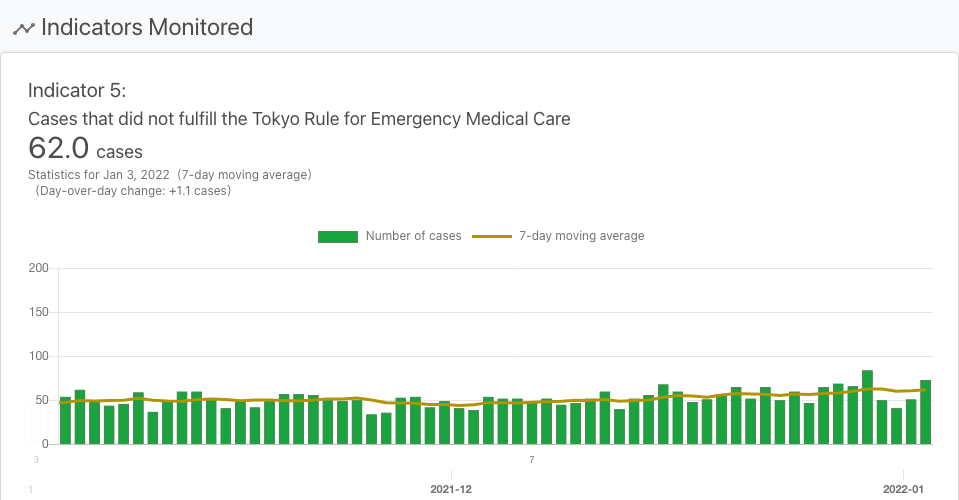 Indicators Monitored
Indicator 5:
Cases that did not fulfill the Tokyo Rule for Emergency Medical Care
62.0 cases
Statistics for Jan 3, 2022 (7-day moving average)
(Day-over-day change: +1.1 cases)
Number of cases 7-day moving average
200
150
100
50
0
3 7
1 2021-12 2022-01